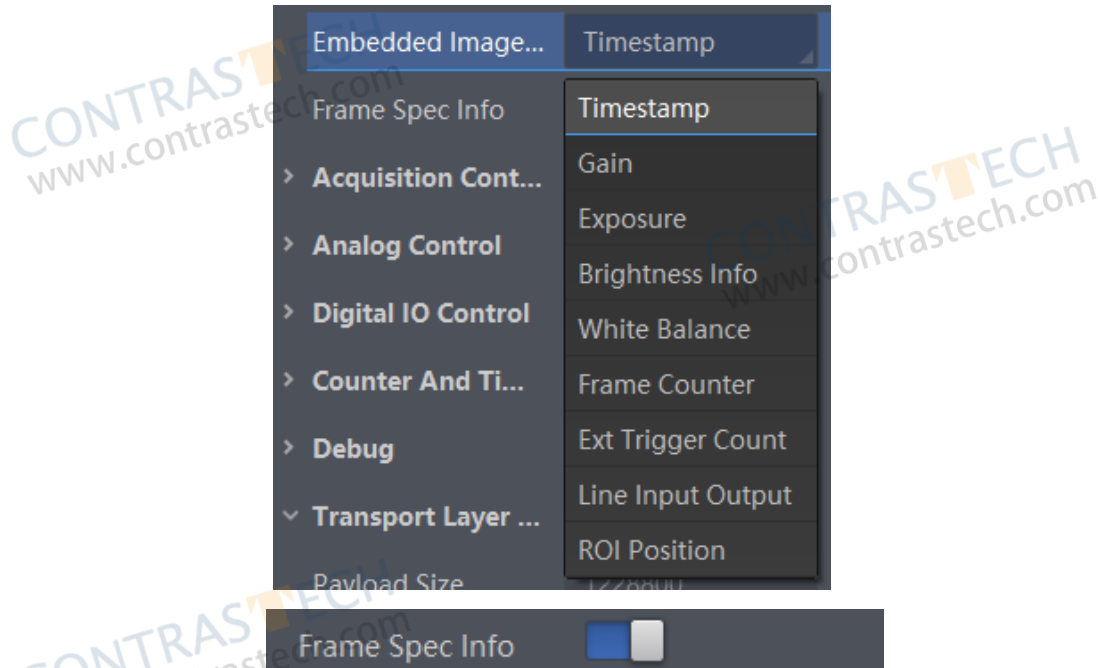 Embedded Image... Timestamp
Frame Spec Info Timestamp
Gain
Acquisition Cont...
Exposure
Analog Control
Brightness Info
Digital IO Control
White Balance
Counter And Ti... Frame Counter
Ext Trigger Count
Debug
Line Input Output
Transport Layer ...
ROI Position
Payload Size 1228800
Frame Spec Info
CONTRASTECH
www.contrastech.com
CONTRASTECH
www.contrastech.com
CONTRASTECH